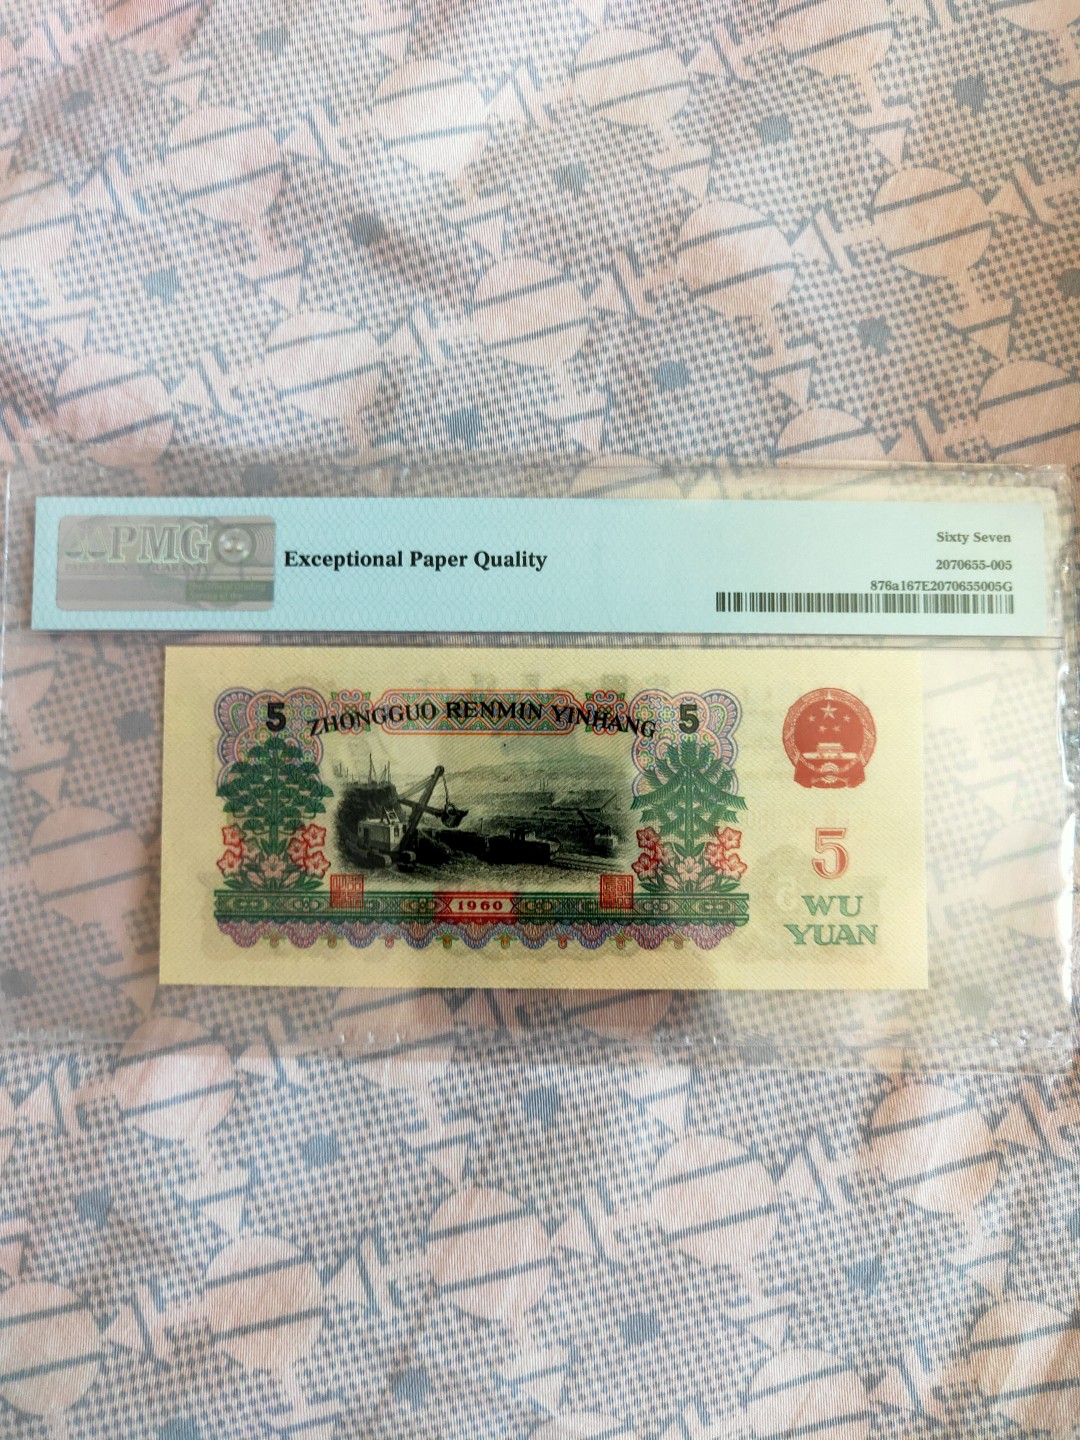 PMG
Exceptional Paper Quality
Sixty Seven
2070655-005
876a167E2070655005G
5 ZHONGGUO RENMIN YINHANG 5
1960
5
WU
YUAN